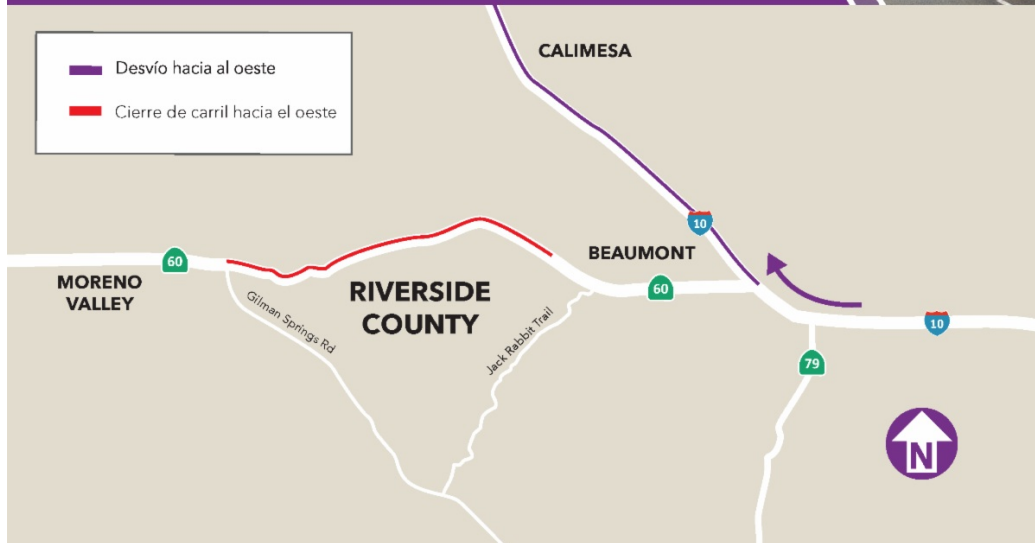 Desvío hacia al oeste
Cierre de carril hacia el oeste
CALIMESA
10
BEAUMONT
60
MORENO
VALLEY
RIVERSIDE
COUNTY
60
Gilman Springs Rd
Jack Rabbit Trail
10
79
N